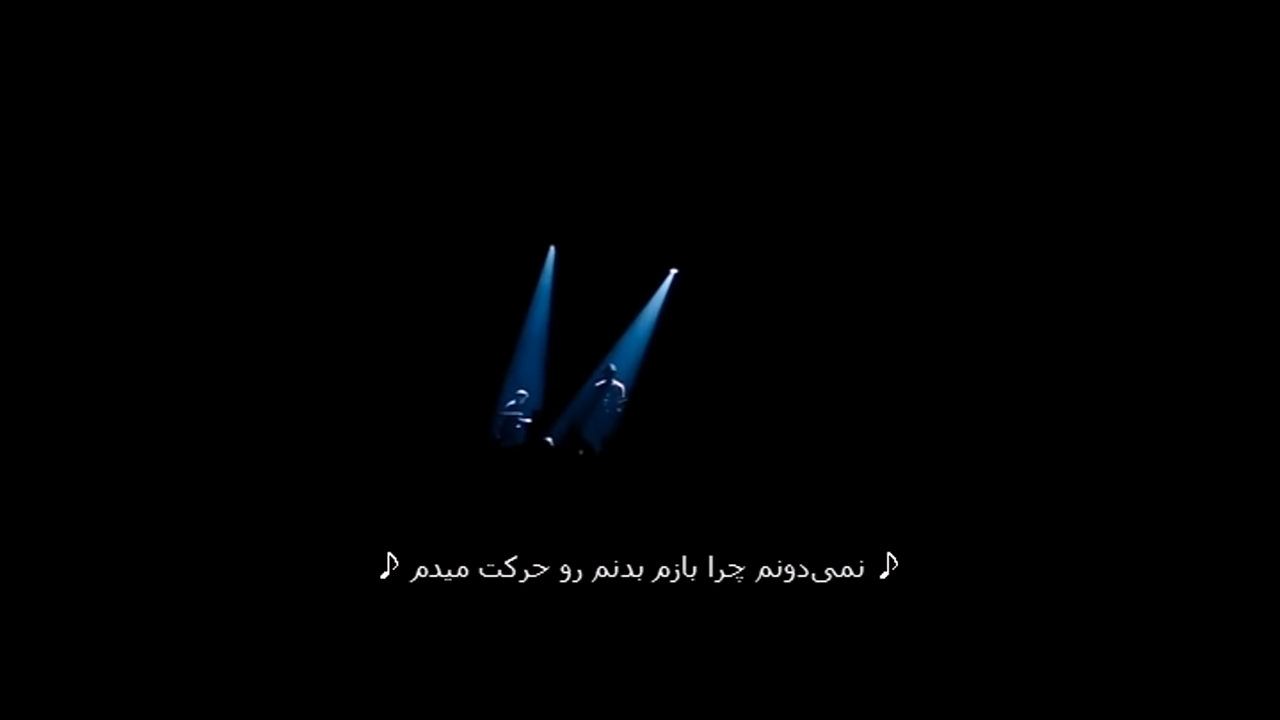 ♪ نمی‌دونم چرا بازم بدنم رو حرکت میدم ♪